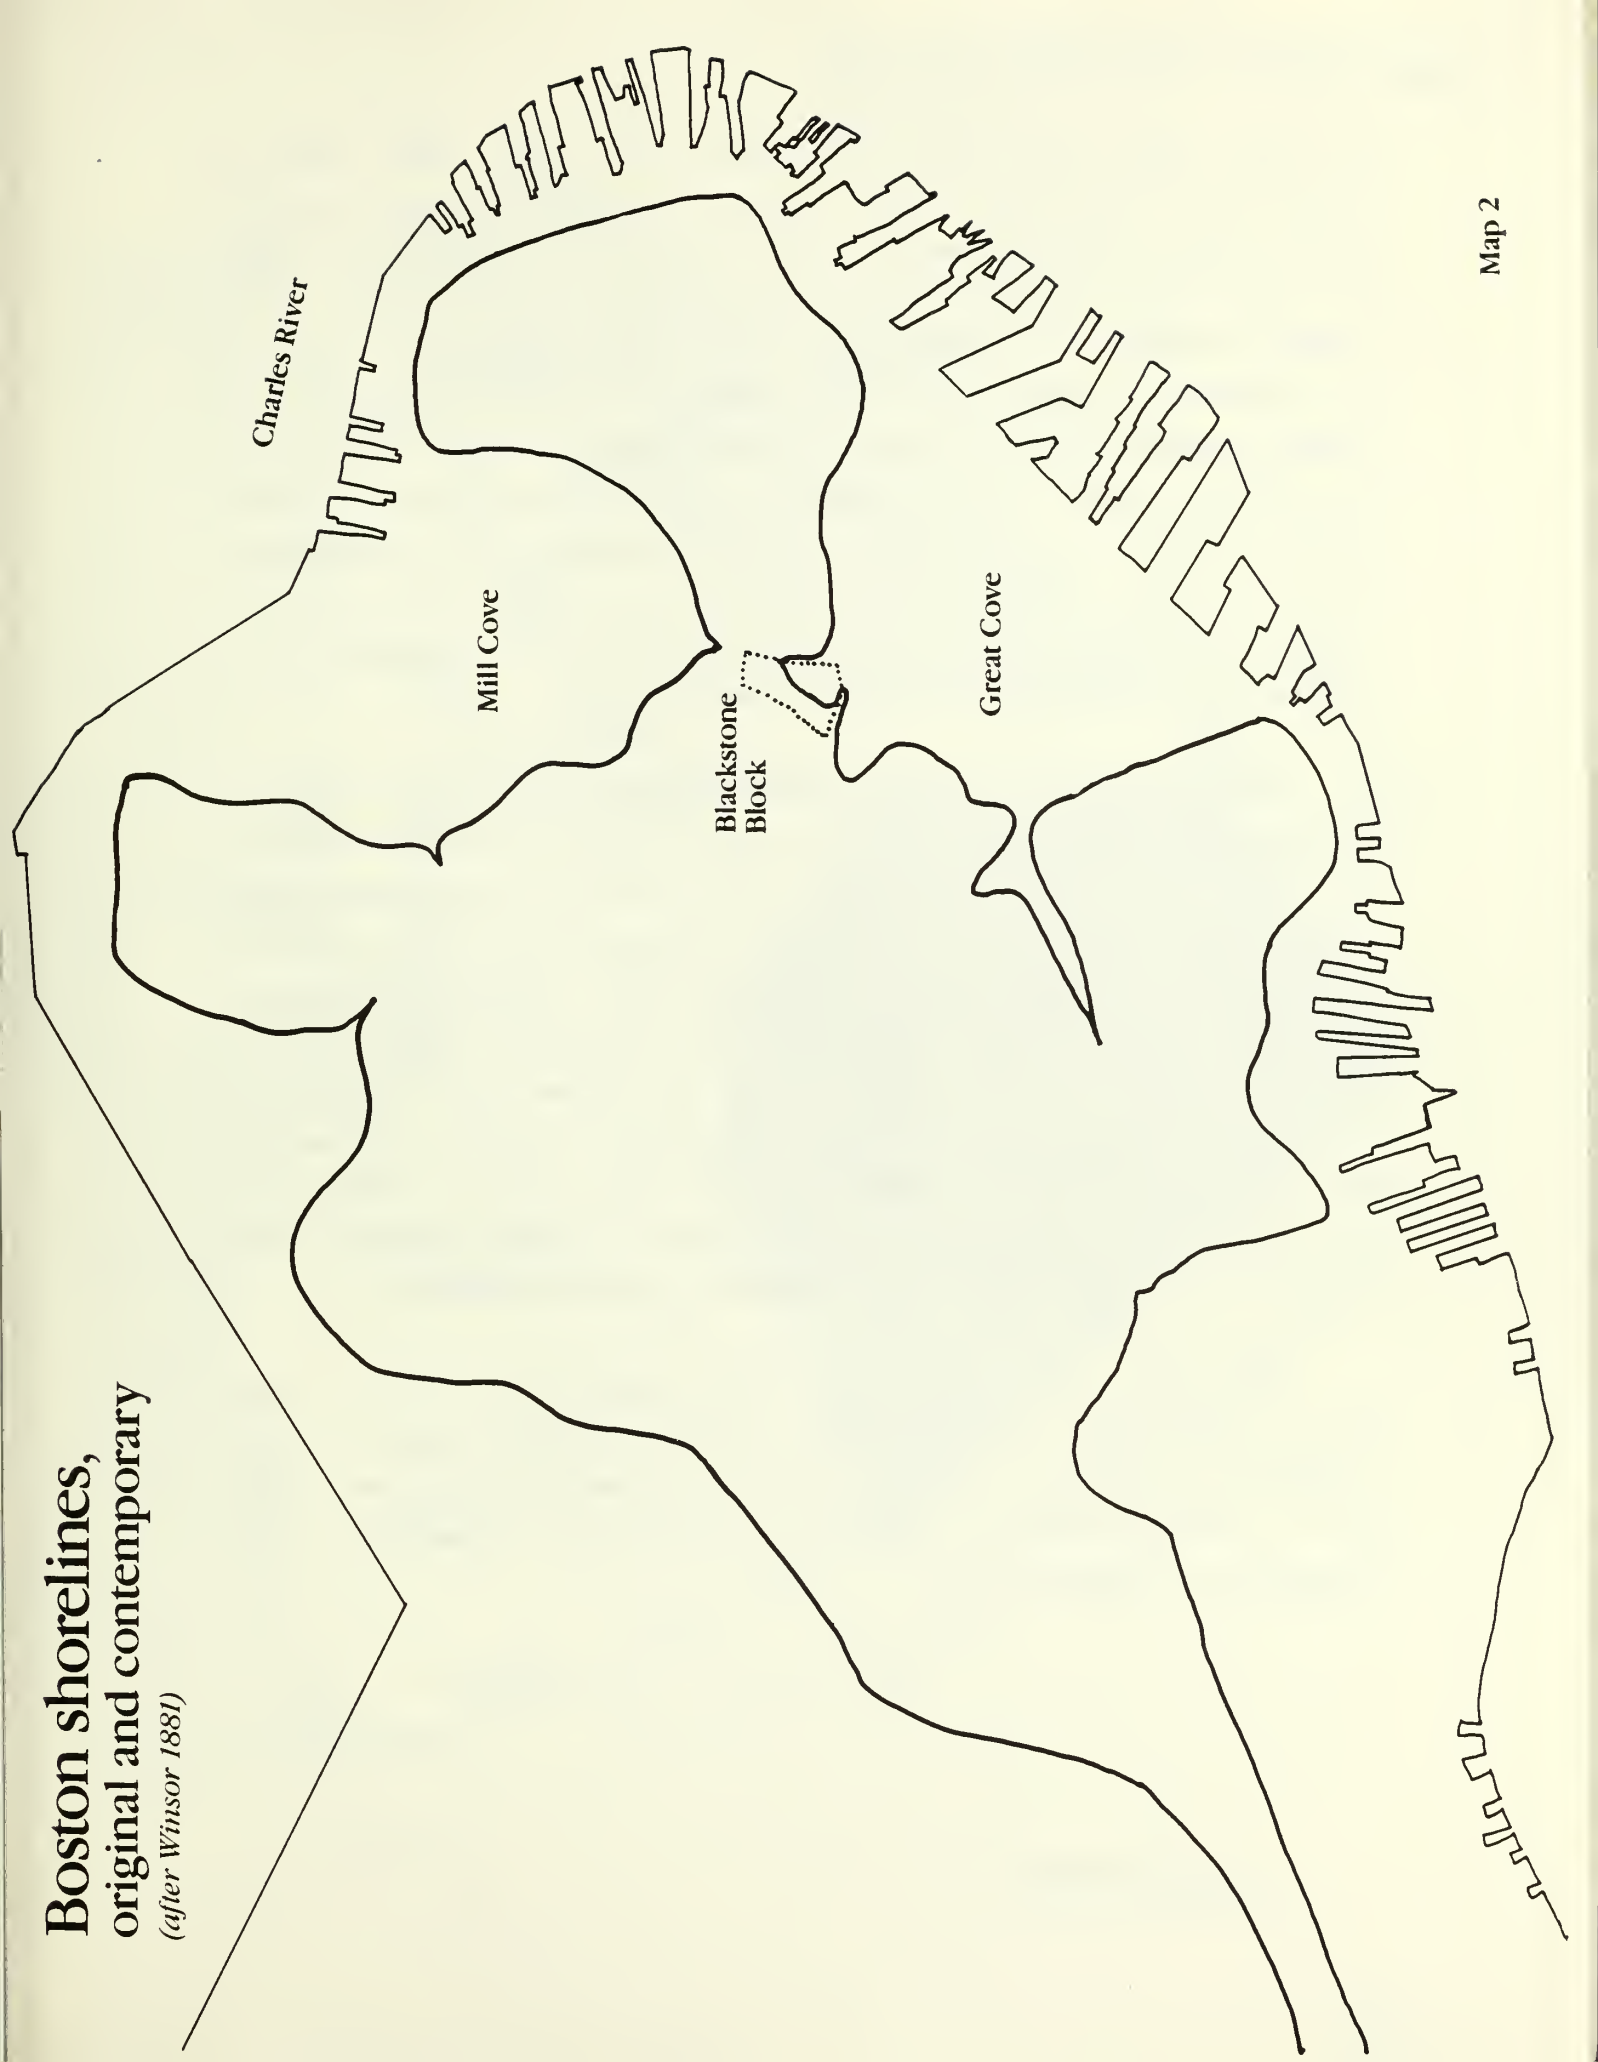 Boston shorelines,
original and contemporary
(after Winsor 1881)
Charles River
Mill Cove
Blackstone
Block
Great Cove
Map 2